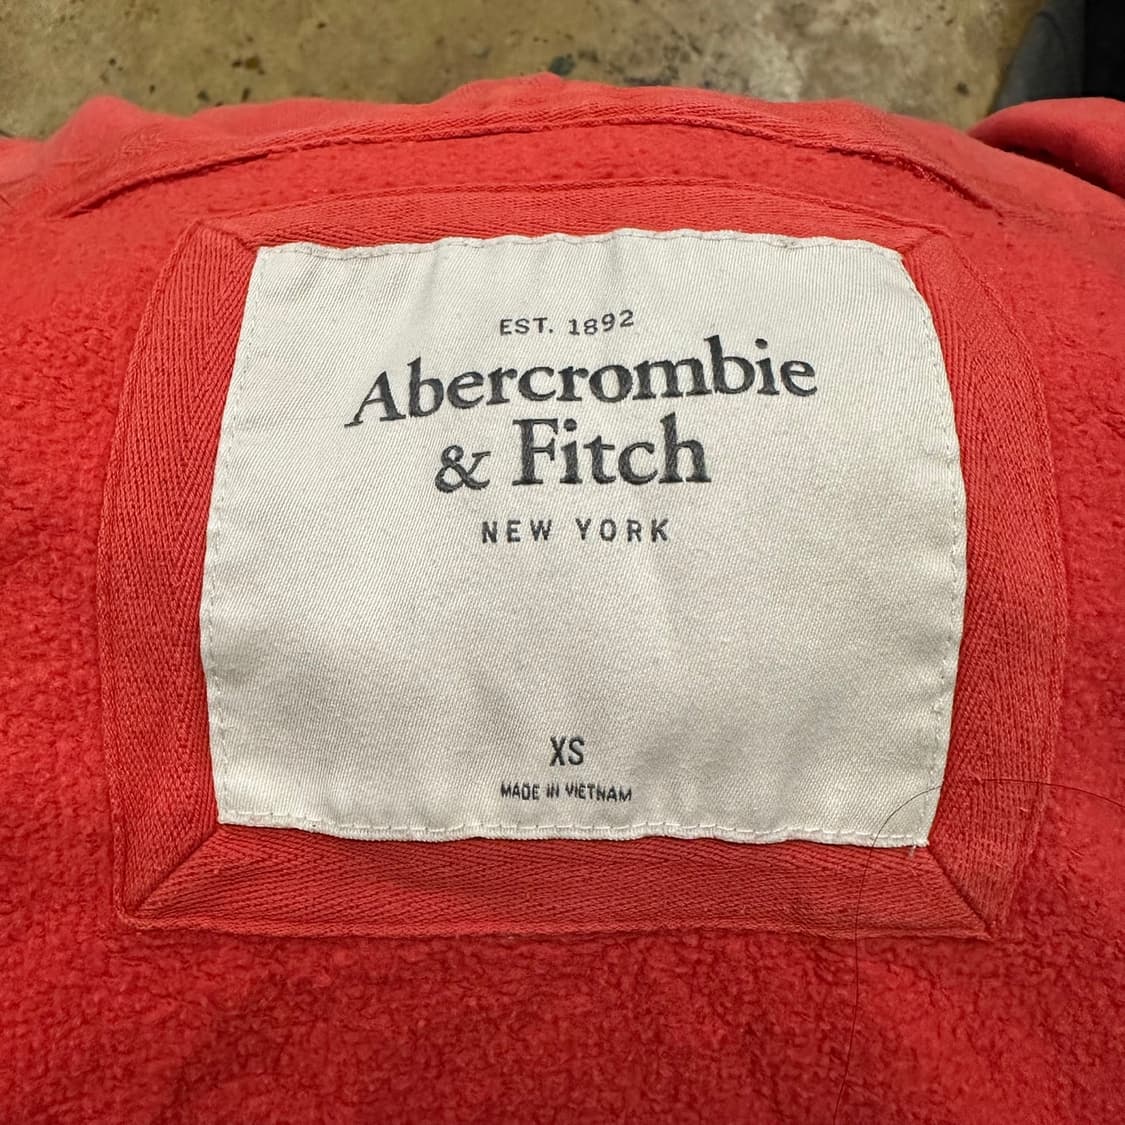 EST. 1892
Abercrombie
& Fitch
NEW YORK
XS
MADE IN VIETNAM